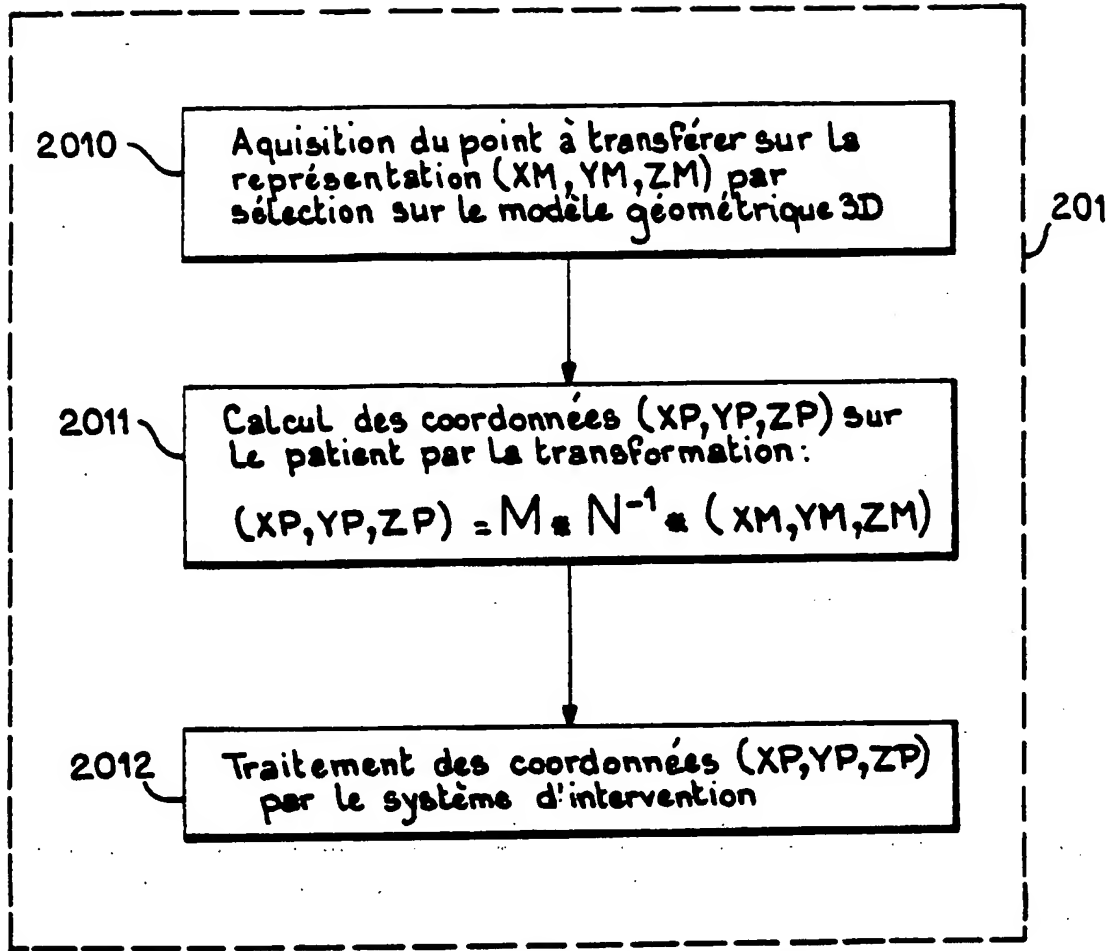 2010
Aquisition du point à transférer sur la
représentation (XM,YM,ZM) par
sélection sur le modèle géométrique 3D
201
2011
Calcul des coordonnées (XP,YP,ZP) sur
le patient par la transformation:
(XP,YP,ZP) = M * N⁻¹ * (XM,YM,ZM)
2012
Traitement des coordonnées (XP,YP,ZP)
par le système d'intervention